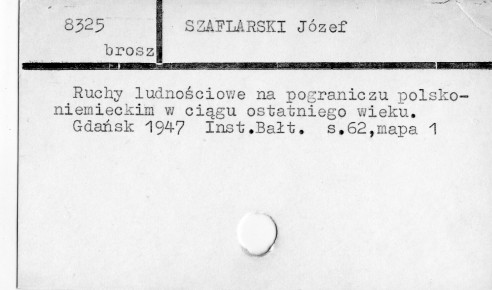 8325 SZAFLARSKI Józef
brosz
Ruchy ludnościowe na pograniczu polsko-
niemieckim w ciągu ostatniego wieku.
Gdańsk 1947 Inst.Bałt. s.62,mapa 1